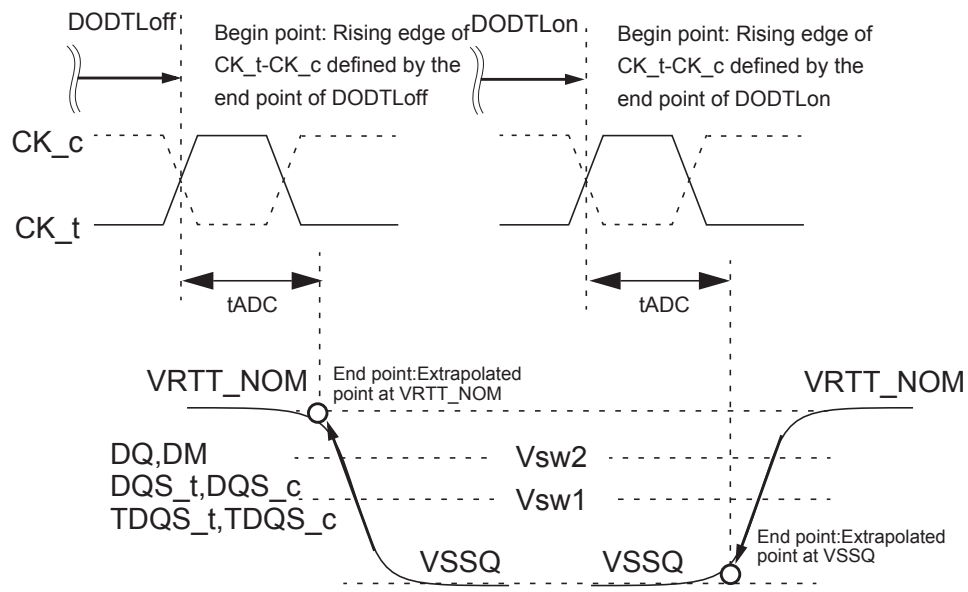 DODTLoff
Begin point: Rising edge of
CK_t-CK_c defined by the
end point of DODTLoff
DODTLon
Begin point: Rising edge of
CK_t-CK_c defined by the
end point of DODTLon
CK_c
CK_t
tADC
tADC
VRTT_NOM
End point:Extrapolated
point at VRTT_NOM
VRTT_NOM
DQ,DM
DQS_t,DQS_c
TDQS_t,TDQS_c
Vsw2
Vsw1
VSSQ
VSSQ
End point:Extrapolated
point at VSSQ